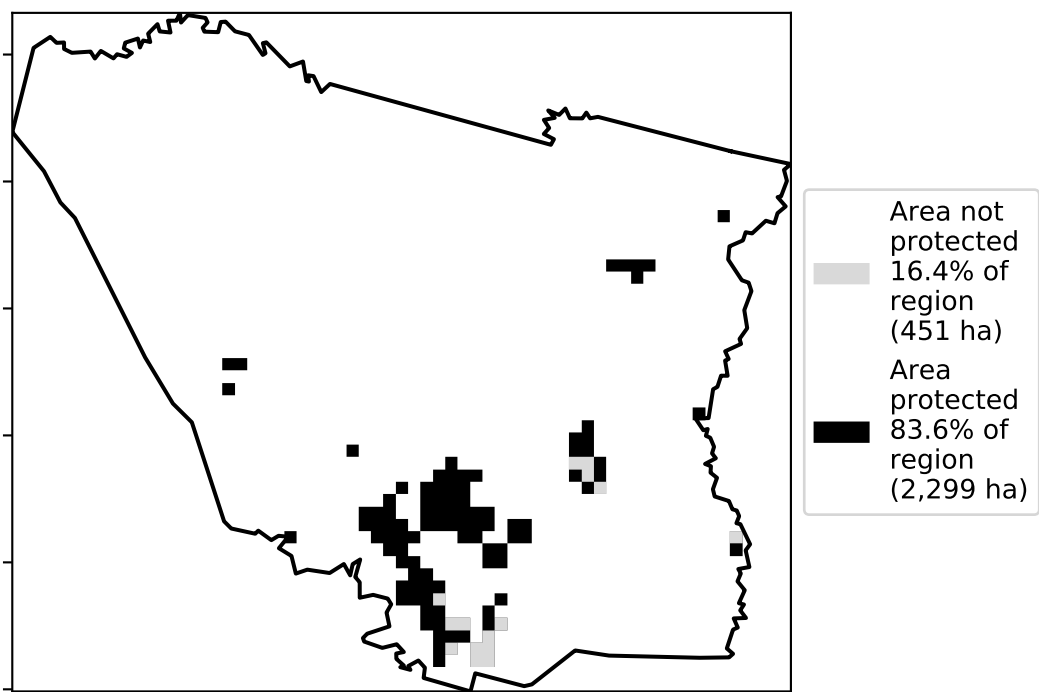 Area not
protected
16.4% of
region
(451 ha)
Area
protected
83.6% of
region
(2,299 ha)